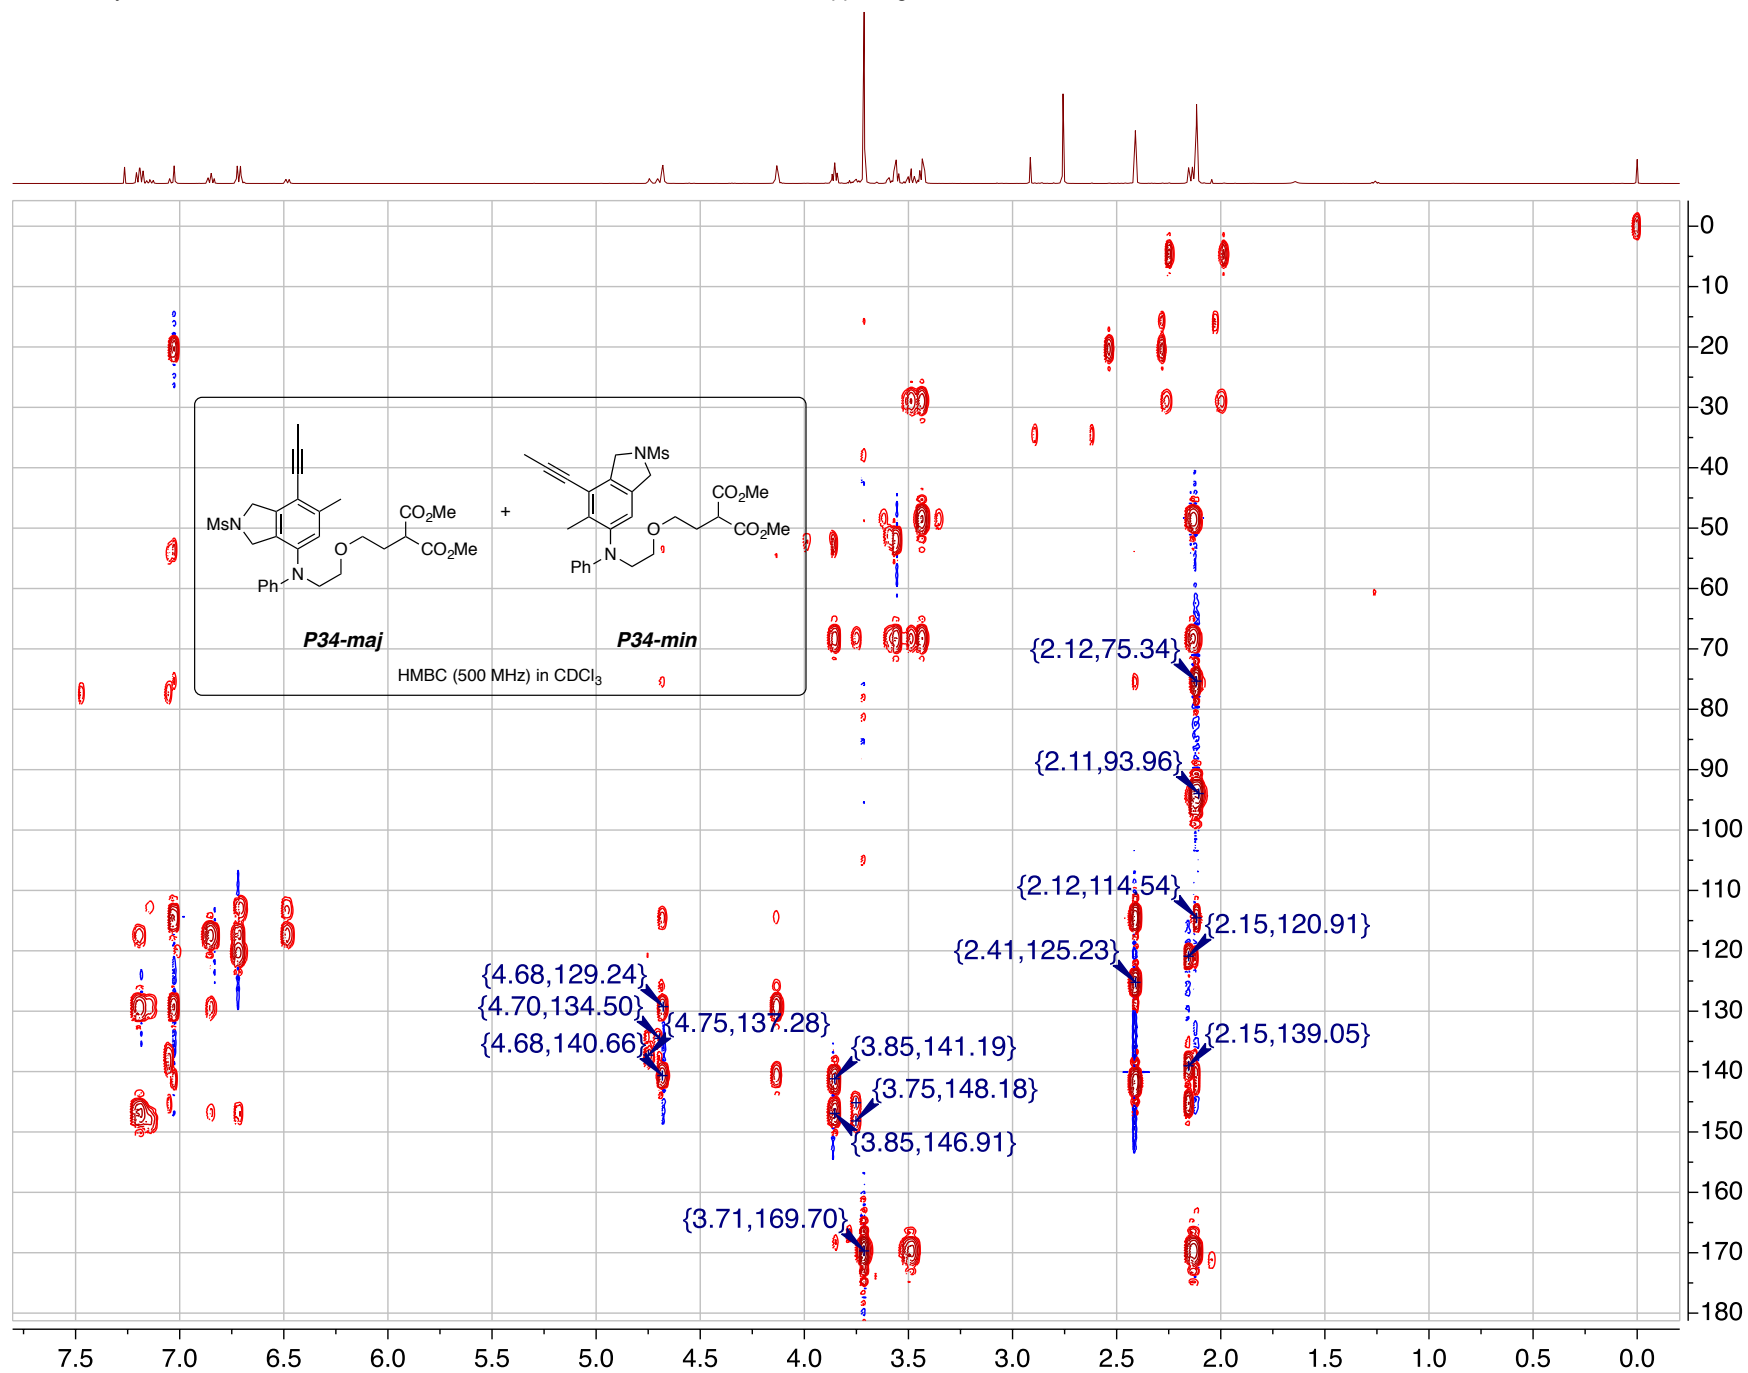 0
10
20
30
40
50
60
70
80
90
100
110
120
130
140
150
160
170
180
{2.12,75.34}
{2.11,93.96}
{2.12,114.54}
{2.15,120.91}
{2.41,125.23}
{4.68,129.24}
{4.70,134.50}
{4.75,137.28}
{4.68,140.66}
{2.15,139.05}
{3.85,141.19}
{3.75,148.18}
{3.85,146.91}
{3.71,169.70}
MsN
CO₂Me
O
CO₂Me
N
Ph
P34-maj
+
NMs
CO₂Me
O
CO₂Me
N
Ph
P34-min
HMBC (500 MHz) in CDCl₃
7.5 7.0 6.5 6.0 5.5 5.0 4.5 4.0 3.5 3.0 2.5 2.0 1.5 1.0 0.5 0.0